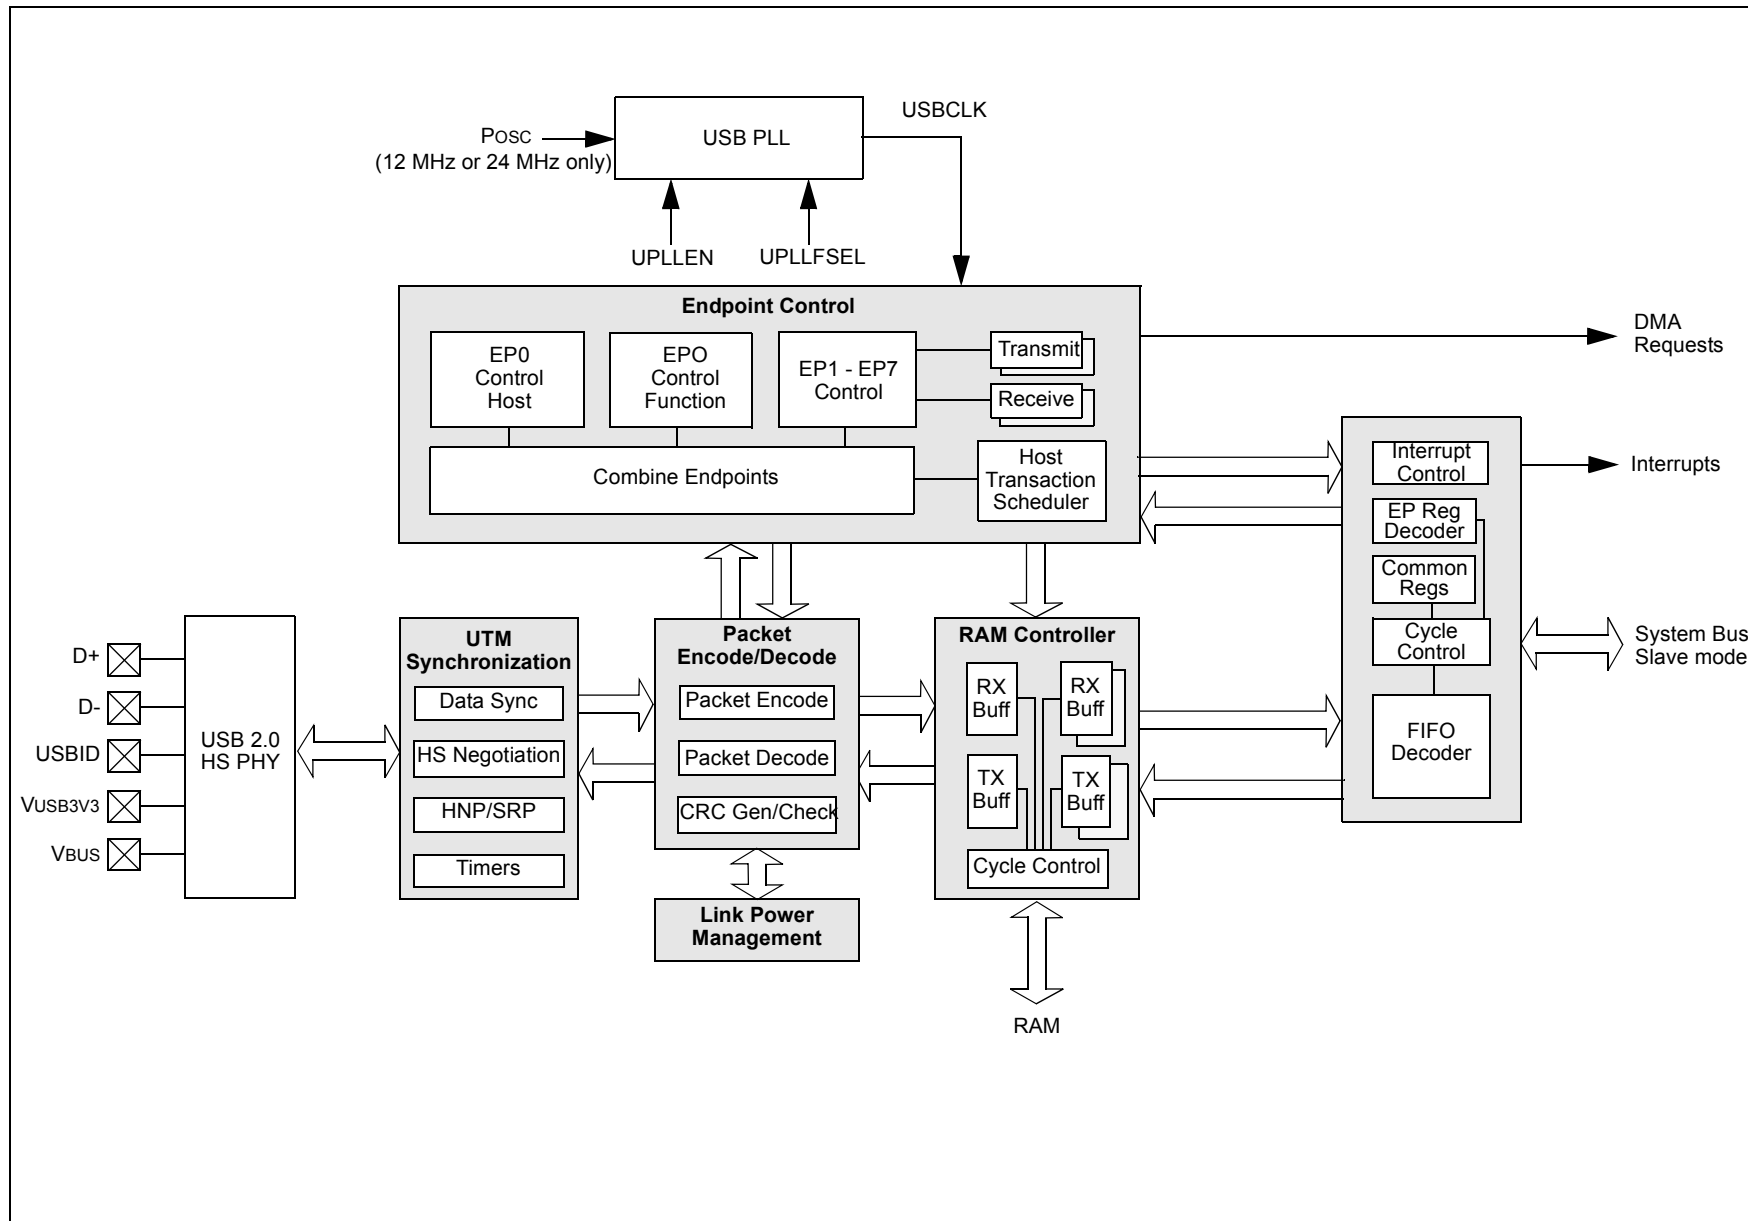 USBCLK
POSC
(12 MHz or 24 MHz only)
USB PLL
UPLLEN
UPLLFSEL
Endpoint Control
EP0
Control
Host
EPO
Control
Function
EP1 - EP7
Control
Transmit
Receive
Combine Endpoints
Host
Transaction
Scheduler
DMA
Requests
Interrupt
Control
Interrupts
EP Reg
Decoder
Common
Regs
Cycle
Control
FIFO
Decoder
System Bus
Slave mode
D+
D-
USBID
VUSB3V3
VBUS
USB 2.0
HS PHY
UTM
Synchronization
Data Sync
HS Negotiation
HNP/SRP
Timers
Packet
Encode/Decode
Packet Encode
Packet Decode
CRC Gen/Check
Link Power
Management
RAM Controller
RX
Buff
RX
Buff
TX
Buff
TX
Buff
Cycle Control
RAM